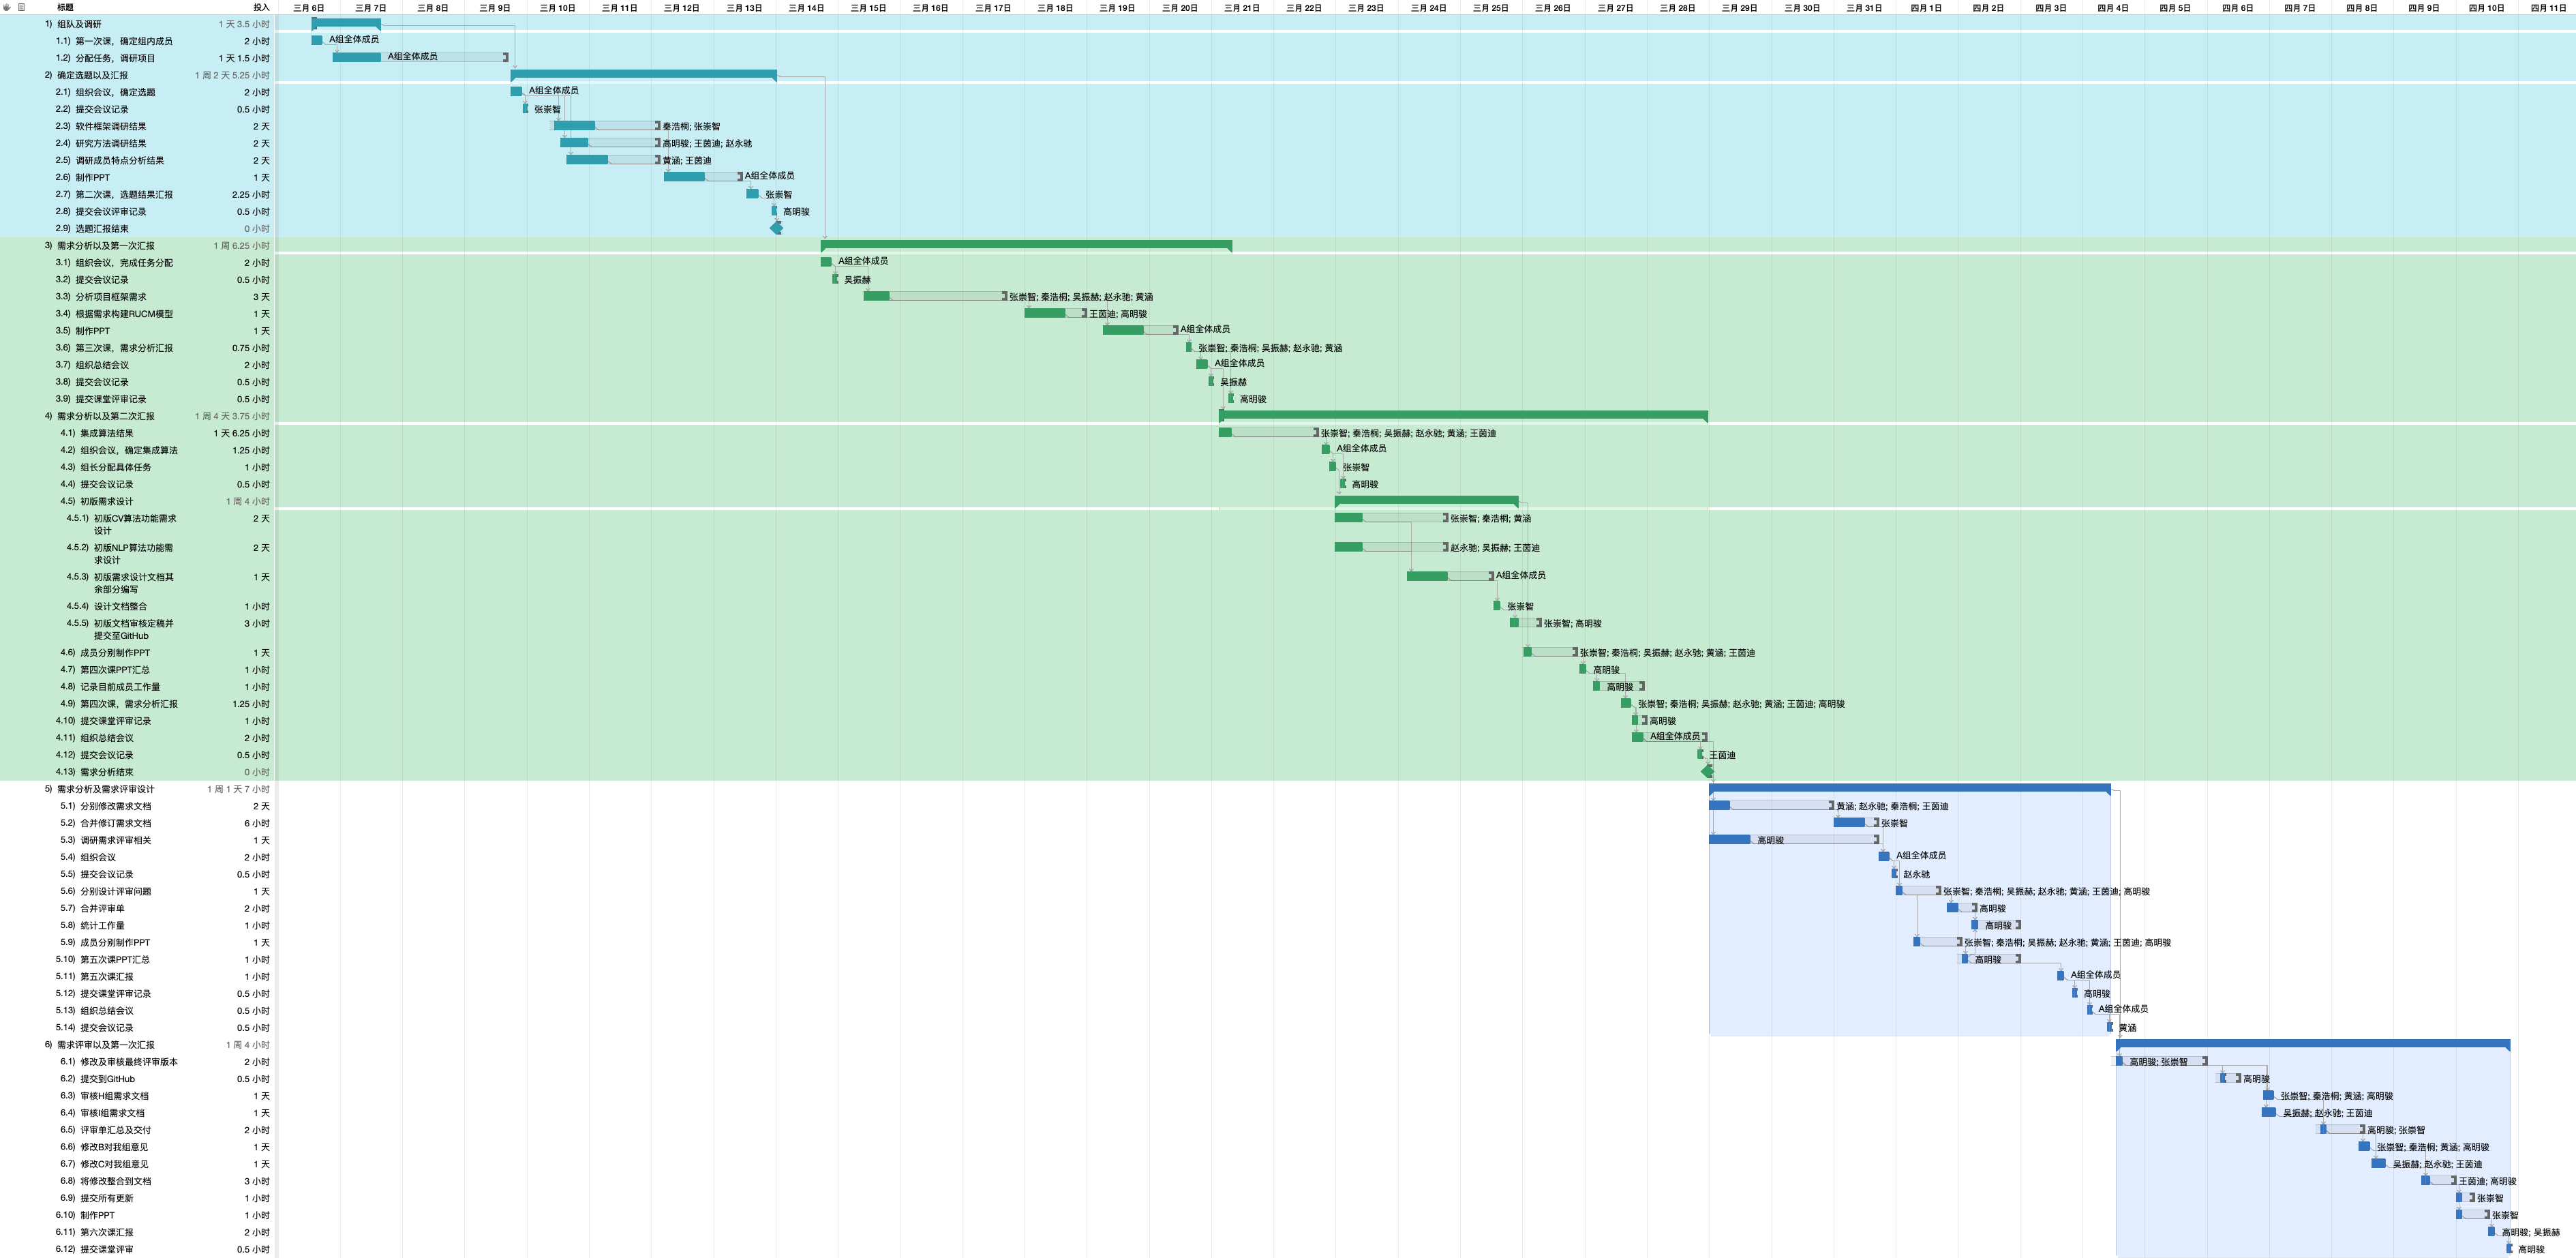 标题 投入 三月 6日 三月 7日 三月 8日 三月 9日 三月 10日 三月 11日 三月 12日 三月 13日 三月 14日 三月 15日 三月 16日 三月 17日 三月 18日 三月 19日 三月 20日 三月 21日 三月 22日 三月 23日 三月 24日 三月 25日 三月 26日 三月 27日 三月 28日 三月 29日 三月 30日 三月 31日 四月 1日 四月 2日 四月 3日 四月 4日 四月 5日 四月 6日 四月 7日 四月 8日 四月 9日 四月 10日 四月 11日
1) 组队及调研 1 天 3.5 小时
1.1) 第一次课，确定组内成员 2 小时 A组全体成员
1.2) 分配任务，调研项目 1 天 1.5 小时 A组全体成员
2) 确定选题以及汇报 1 周 2 天 5.25 小时
2.1) 组织会议，确定选题 2 小时 A组全体成员
2.2) 提交会议记录 0.5 小时 张崇智
2.3) 软件框架调研结果 2 天 秦浩桐; 张崇智
2.4) 研究方法调研结果 2 天 高明骏; 王茵迪; 赵永驰
2.5) 调研成员特点分析结果 2 天 黄涵; 王茵迪
2.6) 制作PPT 1 天 A组全体成员
2.7) 第二次课，选题结果汇报 2.25 小时 张崇智
2.8) 提交会议评审记录 0.5 小时 高明骏
2.9) 选题汇报结束 0 小时
3) 需求分析以及第一次汇报 1 周 6.25 小时
3.1) 组织会议，完成任务分配 2 小时 A组全体成员
3.2) 提交会议记录 0.5 小时 吴振赫
3.3) 分析项目框架需求 3 天 张崇智; 秦浩桐; 吴振赫; 赵永驰; 黄涵
3.4) 根据需求构建RUCM模型 1 天 王茵迪; 高明骏
3.5) 制作PPT 1 天 A组全体成员
3.6) 第三次课，需求分析汇报 0.75 小时 张崇智; 秦浩桐; 吴振赫; 赵永驰; 黄涵
3.7) 组织总结会议 2 小时 A组全体成员
3.8) 提交会议记录 0.5 小时 吴振赫
3.9) 提交课堂评审记录 0.5 小时 高明骏
4) 需求分析以及第二次汇报 1 周 4 天 3.75 小时
4.1) 集成算法结果 1 天 6.25 小时 张崇智; 秦浩桐; 吴振赫; 赵永驰; 黄涵; 王茵迪
4.2) 组织会议，确定集成算法 1.25 小时 A组全体成员
4.3) 组长分配具体任务 1 小时 张崇智
4.4) 提交会议记录 0.5 小时 高明骏
4.5) 初版需求设计 1 周 4 小时
4.5.1) 初版CV算法功能需求 2 天 张崇智; 秦浩桐; 黄涵
设计
4.5.2) 初版NLP算法功能需 2 天 赵永驰; 吴振赫; 王茵迪
求设计
4.5.3) 初版需求设计文档其 1 天 A组全体成员
余部分编写
4.5.4) 设计文档整合 1 小时 张崇智
4.5.5) 初版文档审核定稿并 3 小时 张崇智; 高明骏
提交至GitHub
4.6) 成员分别制作PPT 1 天 张崇智; 秦浩桐; 吴振赫; 赵永驰; 黄涵; 王茵迪
4.7) 第四次课PPT汇总 1 小时 高明骏
4.8) 记录目前成员工作量 1 小时 高明骏
4.9) 第四次课，需求分析汇报 1.25 小时 张崇智; 秦浩桐; 吴振赫; 赵永驰; 黄涵; 王茵迪; 高明骏
4.10) 提交课堂评审记录 1 小时 高明骏
4.11) 组织总结会议 2 小时 A组全体成员
4.12) 提交会议记录 0.5 小时 王茵迪
4.13) 需求分析结束 0 小时
5) 需求分析及需求评审设计 1 周 1 天 7 小时
5.1) 分别修改需求文档 2 天 黄涵; 赵永驰; 秦浩桐; 王茵迪
5.2) 合并修订需求文档 6 小时 张崇智
5.3) 调研需求评审相关 1 天 高明骏
5.4) 组织会议 2 小时 A组全体成员
5.5) 提交会议记录 0.5 小时 赵永驰
5.6) 分别设计评审问题 1 天 张崇智; 秦浩桐; 吴振赫; 赵永驰; 黄涵; 王茵迪; 高明骏
5.7) 合并评审单 2 小时 高明骏
5.8) 统计工作量 1 小时 高明骏
5.9) 成员分别制作PPT 1 天 张崇智; 秦浩桐; 吴振赫; 赵永驰; 黄涵; 王茵迪; 高明骏
5.10) 第五次课PPT汇总 1 小时 高明骏
5.11) 第五次课汇报 1 小时 A组全体成员
5.12) 提交课堂评审记录 0.5 小时 高明骏
5.13) 组织总结会议 0.5 小时 A组全体成员
5.14) 提交会议记录 0.5 小时 黄涵
6) 需求评审以及第一次汇报 1 周 4 小时
6.1) 修改及审核最终评审版本 2 小时 高明骏; 张崇智
6.2) 提交到GitHub 0.5 小时 高明骏
6.3) 审核H组需求文档 1 天 张崇智; 秦浩桐; 黄涵; 高明骏
6.4) 审核I组需求文档 1 天 吴振赫; 赵永驰; 王茵迪
6.5) 评审单汇总及交付 2 小时 高明骏; 张崇智
6.6) 修改B对我组意见 1 天 张崇智; 秦浩桐; 黄涵; 高明骏
6.7) 修改C对我组意见 1 天 吴振赫; 赵永驰; 王茵迪
6.8) 将修改整合到文档 3 小时 王茵迪; 高明骏
6.9) 提交所有更新 1 小时 张崇智
6.10) 制作PPT 1 小时 张崇智
6.11) 第六次课汇报 2 小时 高明骏; 吴振赫
6.12) 提交课堂评审 0.5 小时 高明骏